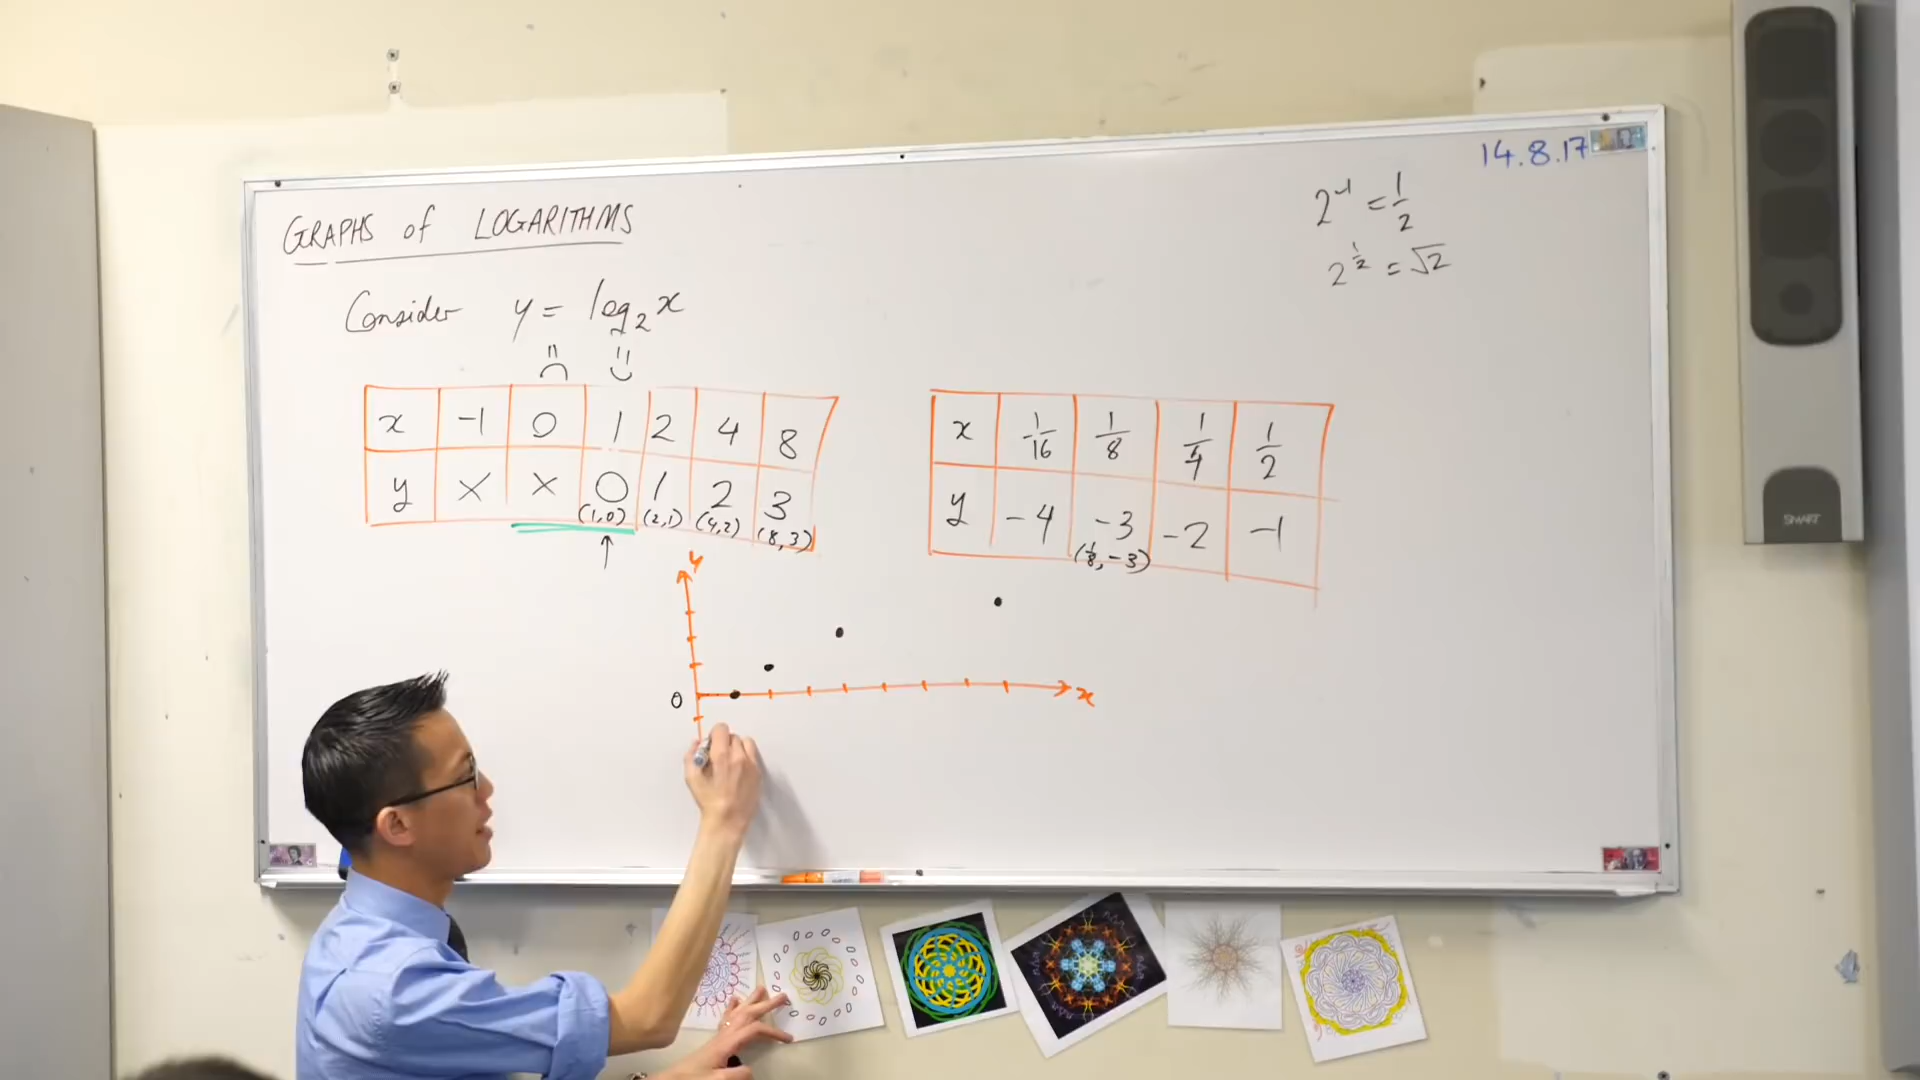 14.8.17
GRAPHS of LOGARITHMS
2⁻¹ = 1/2
2^½ = √2
Consider y = log₂x
x -1 0 1 2 4 8
y × × 0 1 2 3
(1,0) (2,1) (4,2) (8,3)
x 1/16 1/8 1/4 1/2
y -4 -3 -2 -1
(1/8, -3)
y
0
x
SMART